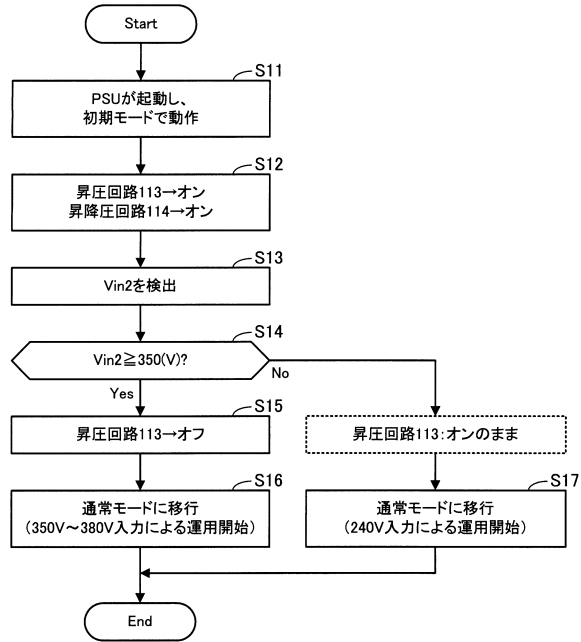 Start
S11
PSUが起動し、
初期モードで動作
S12
昇圧回路113→オン
昇降圧回路114→オン
S13
Vin2を検出
S14
Vin2≧350(V)?
No
Yes
S15
昇圧回路113→オフ
昇圧回路113:オンのまま
S16
通常モードに移行
(350V～380V入力による運用開始)
S17
通常モードに移行
(240V入力による運用開始)
End